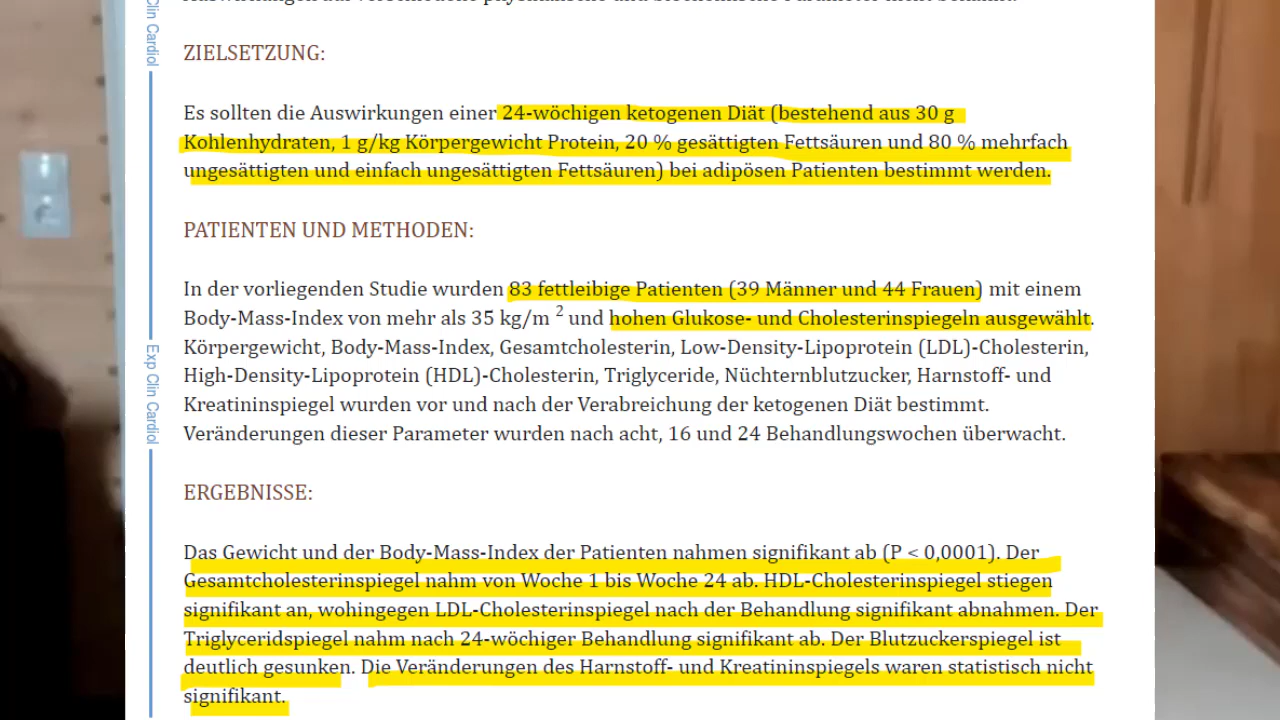 Clin Cardiol
ZIELSETZUNG:
Es sollten die Auswirkungen einer 24-wöchigen ketogenen Diät (bestehend aus 30 g
Kohlenhydraten, 1 g/kg Körpergewicht Protein, 20 % gesättigten Fettsäuren und 80 % mehrfach
ungesättigten und einfach ungesättigten Fettsäuren) bei adipösen Patienten bestimmt werden.
PATIENTEN UND METHODEN:
In der vorliegenden Studie wurden 83 fettleibige Patienten (39 Männer und 44 Frauen) mit einem
Body-Mass-Index von mehr als 35 kg/m 2 und hohen Glukose- und Cholesterinspiegeln ausgewählt.
Körpergewicht, Body-Mass-Index, Gesamtcholesterin, Low-Density-Lipoprotein (LDL)-Cholesterin,
High-Density-Lipoprotein (HDL)-Cholesterin, Triglyceride, Nüchternblutzucker, Harnstoff- und
Kreatininspiegel wurden vor und nach der Verabreichung der ketogenen Diät bestimmt.
Veränderungen dieser Parameter wurden nach acht, 16 und 24 Behandlungswochen überwacht.
Exp Clin Cardiol
ERGEBNISSE:
Das Gewicht und der Body-Mass-Index der Patienten nahmen signifikant ab (P < 0,0001). Der
Gesamtcholesterinspiegel nahm von Woche 1 bis Woche 24 ab. HDL-Cholesterinspiegel stiegen
signifikant an, wohingegen LDL-Cholesterinspiegel nach der Behandlung signifikant abnahmen. Der
Triglyceridspiegel nahm nach 24-wöchiger Behandlung signifikant ab. Der Blutzuckerspiegel ist
deutlich gesunken. Die Veränderungen des Harnstoff- und Kreatininspiegels waren statistisch nicht
signifikant.